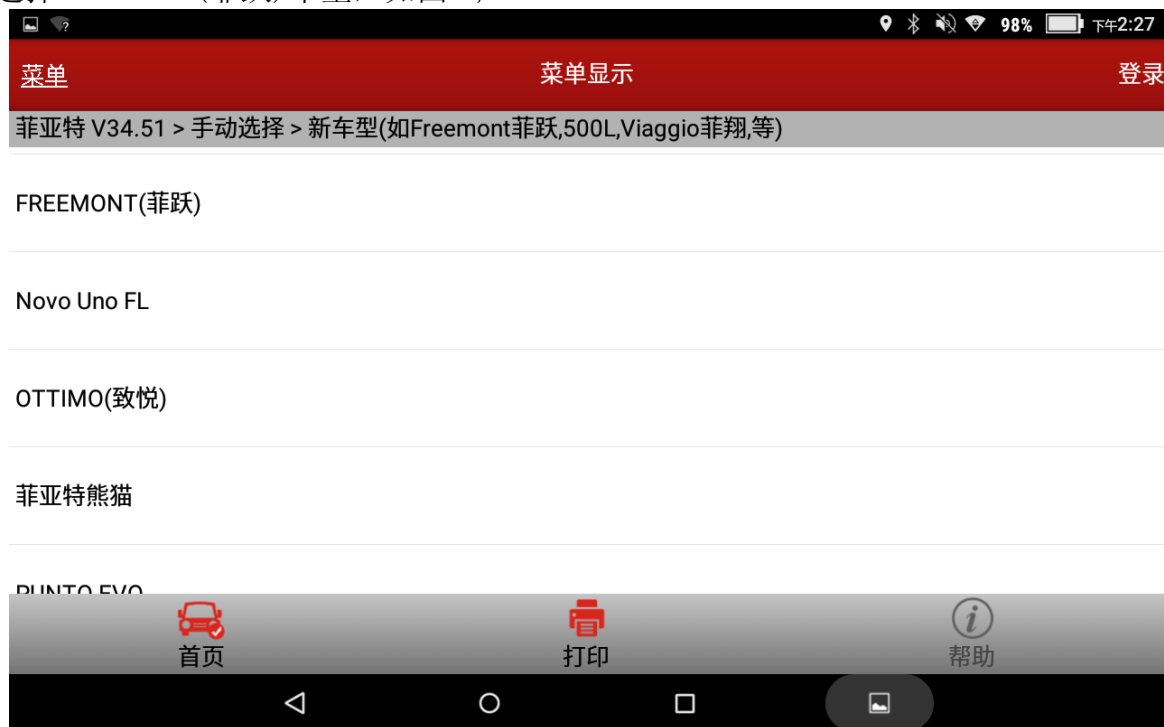 98% 下午2:27
菜单 菜单显示 登录
菲亚特 V34.51 > 手动选择 > 新车型(如Freemont菲跃,500L,Viaggio菲翔,等)
FREEMONT(菲跃)
Novo Uno FL
OTTIMO(致悦)
菲亚特熊猫
PUNTO EVO
首页 打印 帮助